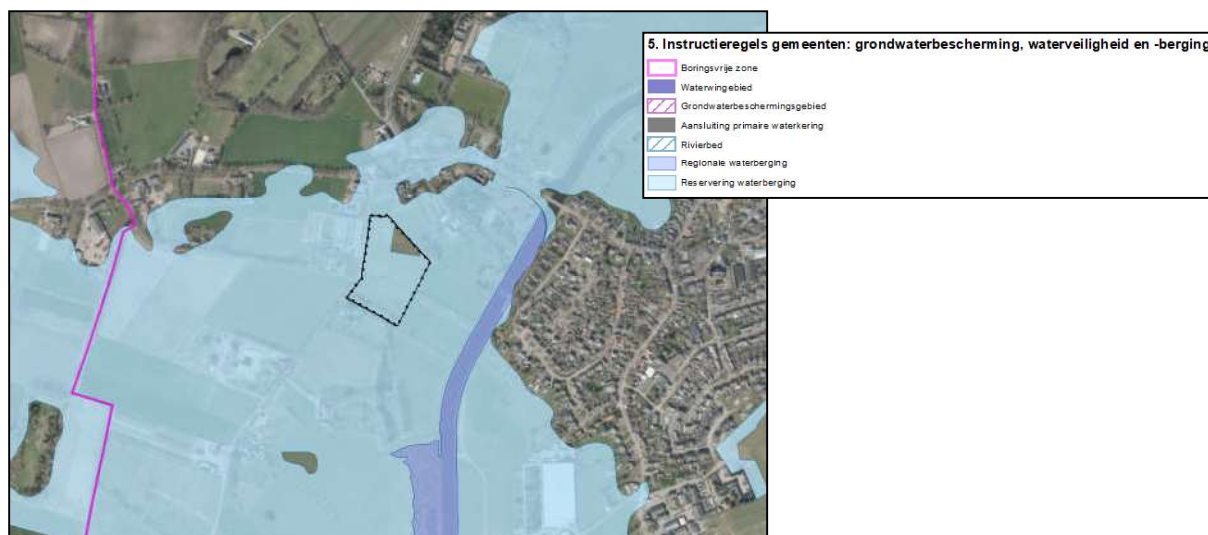 5. Instructieregels gemeenten: grondwaterbescherming, waterveiligheid en -berging
Boringsvrije zone
Waterwingebied
Grondwaterbeschermingsgebied
Aansluiting primaire waterkering
Rivierbed
Regionale waterberging
Reservering waterberging